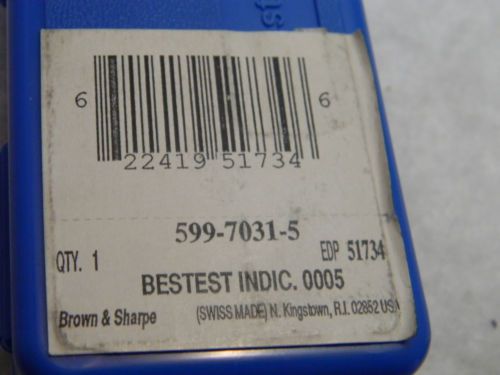 st
6 22419 51734 6
599-7031-5
QTY. 1 EDP 51734
BESTEST INDIC. 0005
Brown & Sharpe (SWISS MADE) N. Kingstown, R.I. 02852 USA